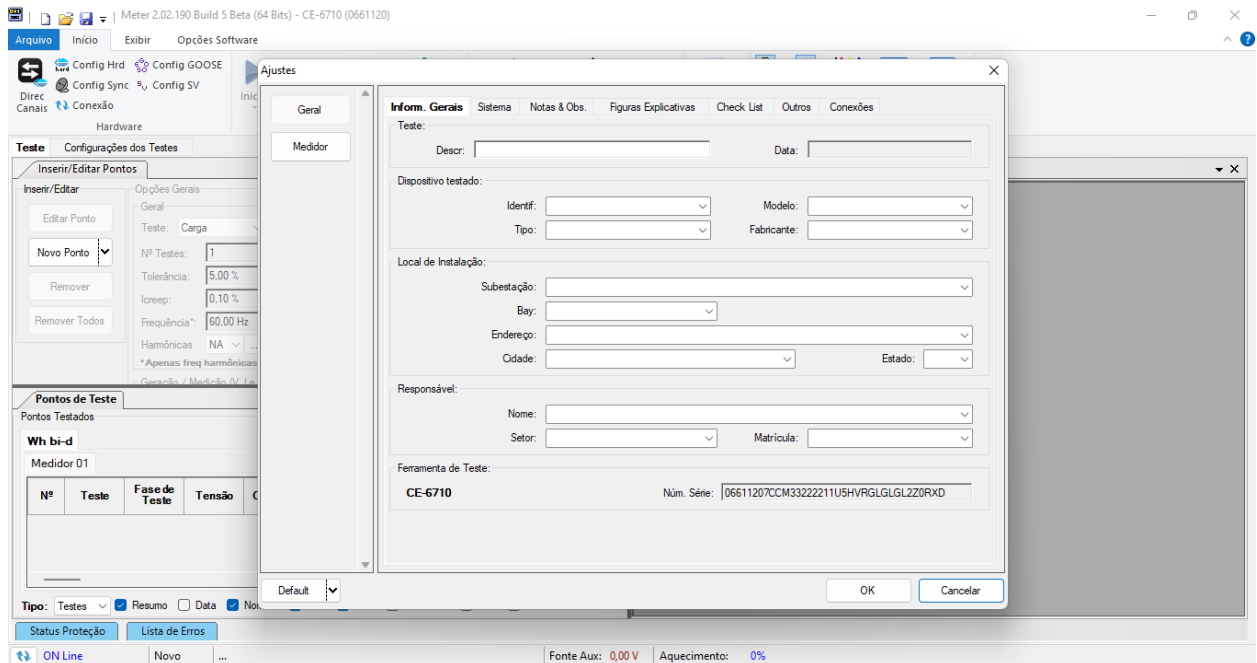 Meter 2.02.190 Build 5 Beta (64 Bits) - CE-6710 (0661120)
Arquivo Início Exibir Opções Software
Direc Canais
Config Hrd Config GOOSE
Config Sync Config SV
Conexão
Hardware
Teste Configurações dos Testes
Inserir/Editar Pontos
Inserir/Editar
Editar Ponto
Novo Ponto
Remover
Remover Todos
Opções Gerais
Geral
Teste: Carga
Nº Testes: 1
Tolerância: 5,00 %
Icreep: 0,10 %
Frequência*: 60,00 Hz
Harmônicas NA ...
*Apenas freq harmônicas
Pontos de Teste
Pontos Testados
Wh bi-d
Medidor 01
Nº Teste Fase de Teste Tensão
Tipo: Testes Resumo Data
Status Proteção Lista de Erros
ON Line Novo ... Fonte Aux: 0,00 V Aquecimento: 0%
Ajustes
Geral
Medidor
Inform. Gerais Sistema Notas & Obs. Figuras Explicativas Check List Outros Conexões
Teste:
Descr: Data:
Dispositivo testado:
Identif: Modelo:
Tipo: Fabricante:
Local de Instalação:
Subestação:
Bay:
Endereço:
Cidade: Estado:
Responsável:
Nome:
Setor: Matrícula:
Ferramenta de Teste:
CE-6710 Núm. Série: 06611207CCM33222211U5HVRGLGLGL2Z0RXD
Default OK Cancelar